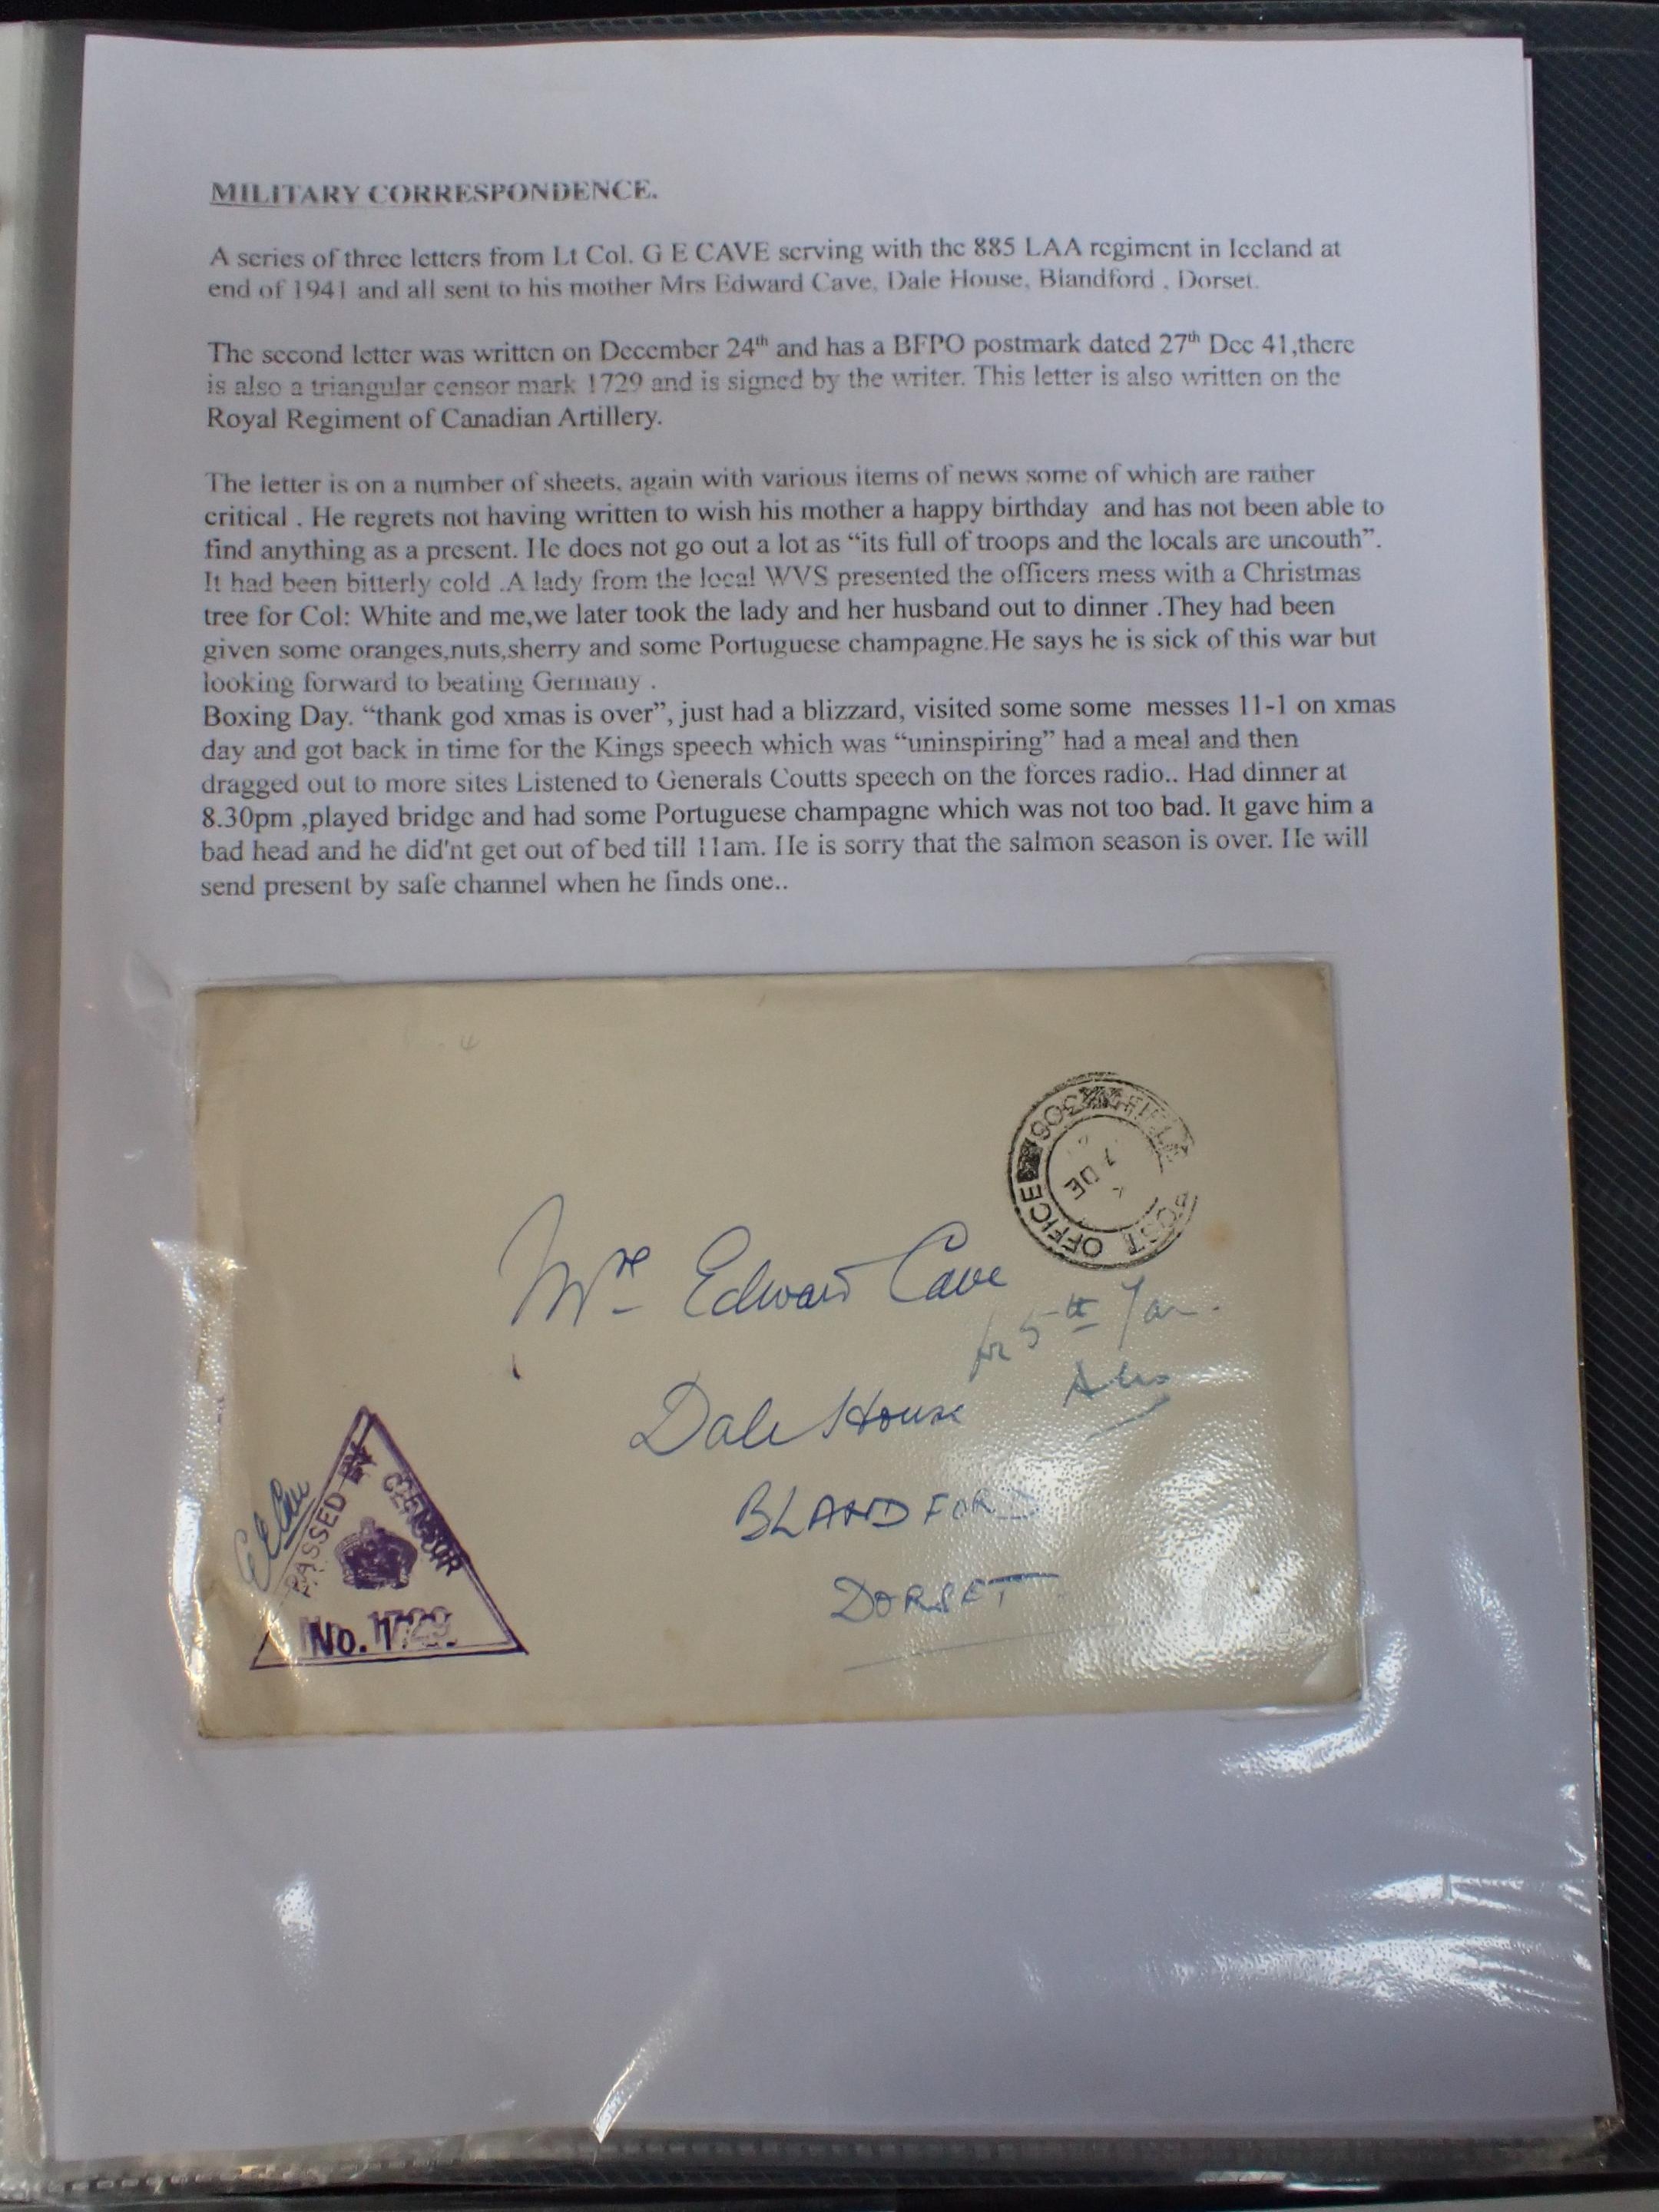 MILITARY CORRESPONDENCE.
A series of three letters from Lt Col. G E CAVE serving with the 885 LAA regiment in Iceland at
end of 1941 and all sent to his mother Mrs Edward Cave, Dale House, Blandford , Dorset.
The second letter was written on December 24th and has a BFPO postmark dated 27th Dec 41,there
is also a triangular censor mark 1729 and is signed by the writer. This letter is also written on the
Royal Regiment of Canadian Artillery.
The letter is on a number of sheets, again with various items of news some of which are rather
critical . He regrets not having written to wish his mother a happy birthday and has not been able to
find anything as a present. He does not go out a lot as “its full of troops and the locals are uncouth”.
It had been bitterly cold .A lady from the local WVS presented the officers mess with a Christmas
tree for Col: White and me,we later took the lady and her husband out to dinner .They had been
given some oranges,nuts,sherry and some Portuguese champagne.He says he is sick of this war but
looking forward to beating Germany .
Boxing Day. “thank god xmas is over”, just had a blizzard, visited some some messes 11-1 on xmas
day and got back in time for the Kings speech which was “uninspiring” had a meal and then
dragged out to more sites Listened to Generals Coutts speech on the forces radio.. Had dinner at
8.30pm ,played bridge and had some Portuguese champagne which was not too bad. It gave him a
bad head and he did'nt get out of bed till 11am. He is sorry that the salmon season is over. He will
send present by safe channel when he finds one..
POST OFFICE 306
7 DE
Mrs Edward Cave
for 5th Jan.
Dale House
BLANDFORD
DORSET
PASSED BY CENSOR
No. 1729